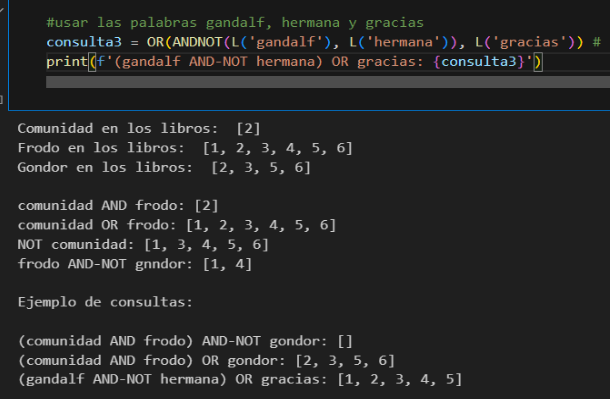 #usar las palabras gandalf, hermana y gracias
consulta3 = OR(ANDNOT(L('gandalf'), L('hermana')), L('gracias')) #
print(f'(gandalf AND-NOT hermana) OR gracias: {consulta3}')
]
Comunidad en los libros:  [2]
Frodo en los libros:  [1, 2, 3, 4, 5, 6]
Gondor en los libros:  [2, 3, 5, 6]
comunidad AND frodo: [2]
comunidad OR frodo: [1, 2, 3, 4, 5, 6]
NOT comunidad: [1, 3, 4, 5, 6]
frodo AND-NOT gnndor: [1, 4]
Ejemplo de consultas:
(comunidad AND frodo) AND-NOT gondor: []
(comunidad AND frodo) OR gondor: [2, 3, 5, 6]
(gandalf AND-NOT hermana) OR gracias: [1, 2, 3, 4, 5]